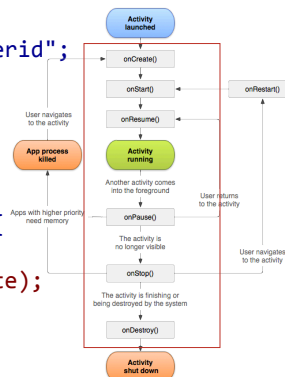 Activity
launched
erid";
onCreate()
onStart()
onRestart()
User navigates
to the activity
onResume()
App process
killed
Activity
running
Another activity comes
into the foreground
User returns
to the activity
Apps with higher priority
need memory
onPause()
The activity is
no longer visible
User navigates
to the activity
onStop()
te);
The activity is finishing or
being destroyed by the system
onDestroy()
Activity
shut down